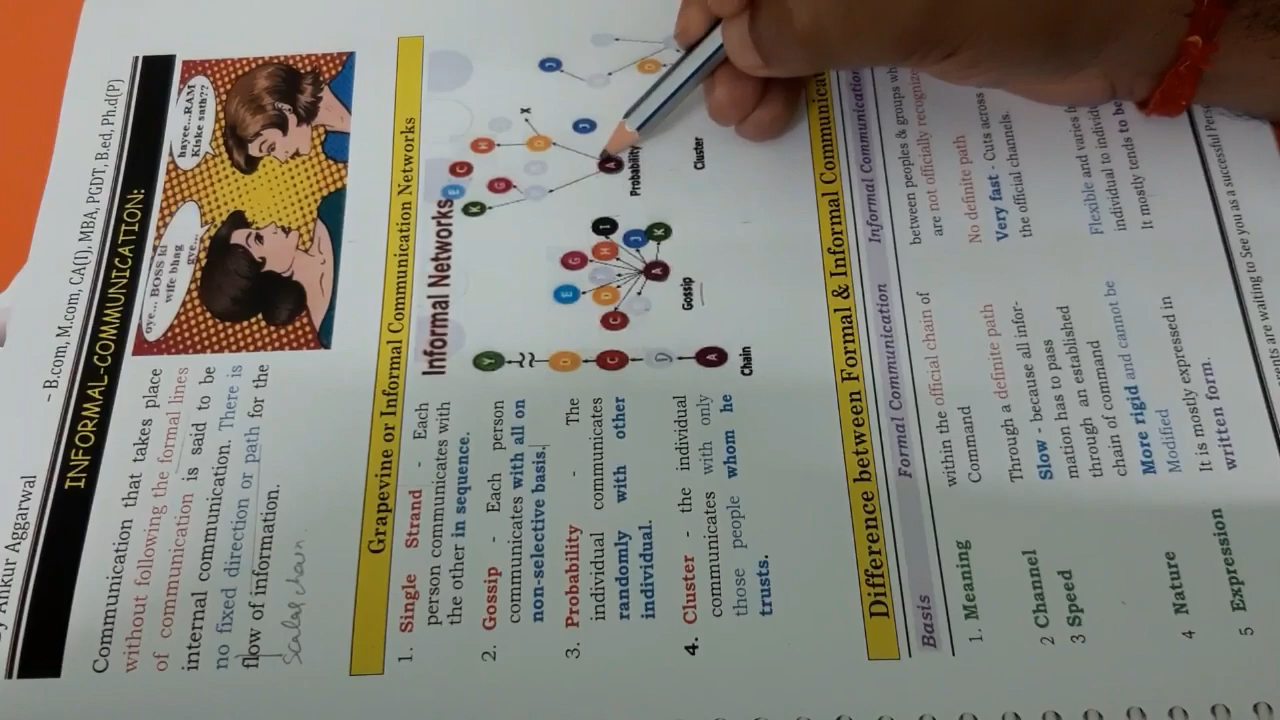 Ankur Aggarwal
~ B.com, M.com, CA(I), MBA, PGDT, B.ed, Ph.d(P)
INFORMAL-COMMUNICATION:
Communication that takes place
without following the formal lines
of communication is said to be
internal communication. There is
no fixed direction or path for the
flow of information.
Scalar chain
oye... BOSS ki
wife bhng
gye...
hayee...RAM
Kiske sath??
Grapevine or Informal Communication Networks
1. Single Strand - Each
person communicates with
the other in sequence.
2. Gossip - Each person
communicates with all on
non-selective basis.
3. Probability - The
individual communicates
randomly with other
individual.
4. Cluster - the individual
communicates with only
those people whom he
trusts.
Informal Networks
Y
D
C
D
A
Chain
C
D
E
G
H
I
J
K
A
Gossip
K
E
G
C
H
D
X
J
A
Probability
J
D
Cluster
Difference between Formal & Informal Communicat
Basis Formal Communication Informal Communication
1. Meaning within the official chain of Command between peoples & groups wh are not officially recognize
2 Channel Through a definite path No definite path
3 Speed Slow - because all infor-
mation has to pass
through an established
chain of command
Very fast - Cuts across
the official channels.
4 Nature More rigid and cannot be
Modified
Flexible and varies f
individual to individ
5 Expression It is mostly expressed in
written form.
It mostly tends to be
nts are waiting to See you as a successful Pers